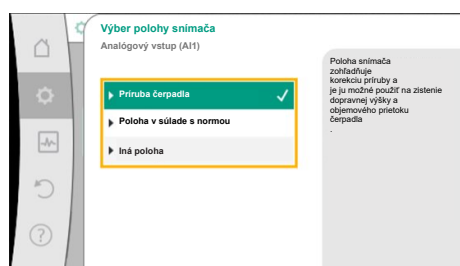 Výber polohy snímača
Analógový vstup (AI1)
Príruba čerpadla
Poloha v súlade s normou
Iná poloha
Poloha snímača
zohľadňuje
korekciu príruby a
je ju možné použiť na zistenie
dopravnej výšky a
objemového prietoku
čerpadla
.
?